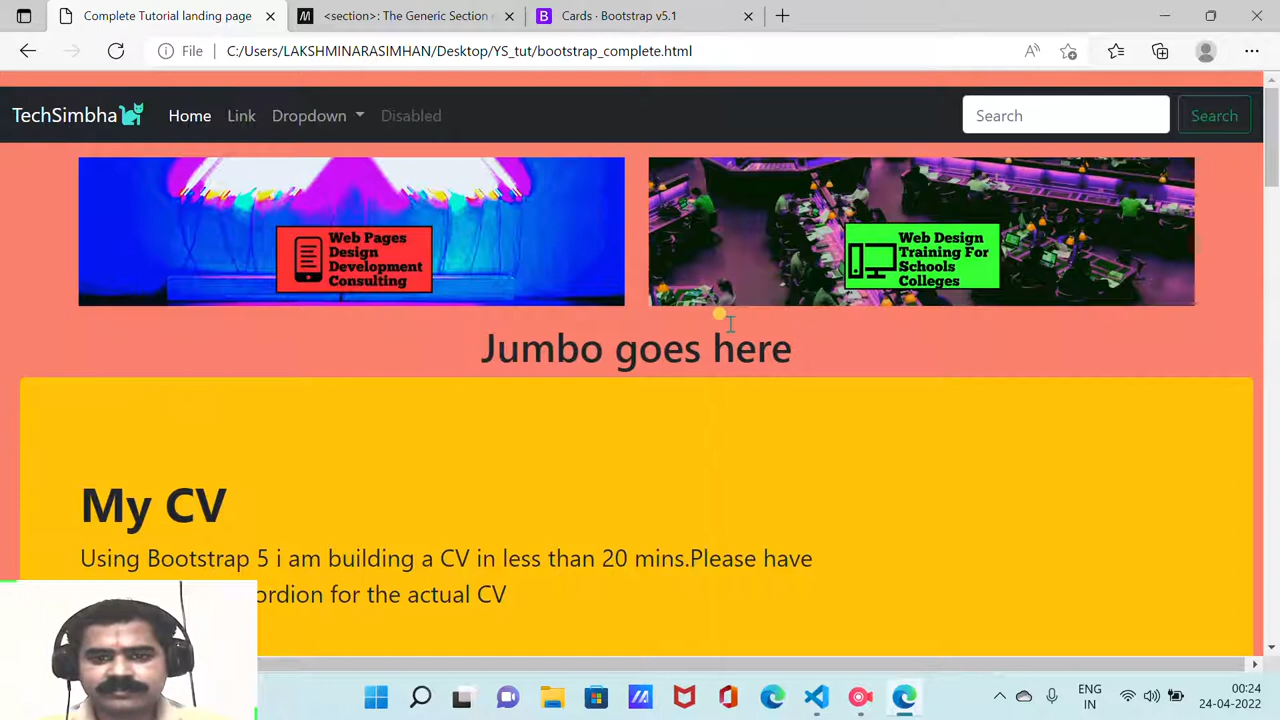 Complete Tutorial landing page
<section>: The Generic Section
Cards · Bootstrap v5.1
File
C:/Users/LAKSHMINARASIMHAN/Desktop/YS_tut/bootstrap_complete.html
TechSimbha Home Link Dropdown Disabled Search Search
Web Pages
Design
Development
Consulting
Web Design
Training For
Schools
Colleges
Jumbo goes here
My CV
Using Bootstrap 5 i am building a CV in less than 20 mins.Please have
ordion for the actual CV
ENG
IN
00:24
24-04-2022